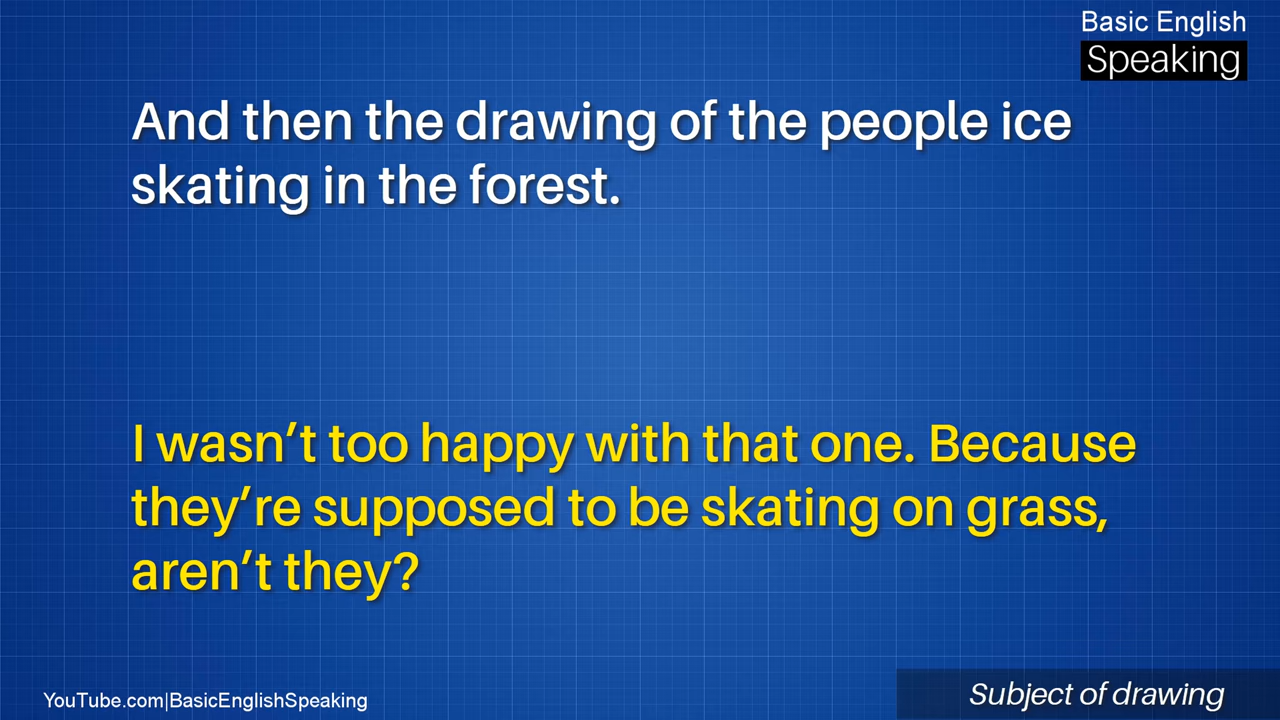 Basic English
Speaking
And then the drawing of the people ice
skating in the forest.
I wasn’t too happy with that one. Because
they’re supposed to be skating on grass,
aren’t they?
YouTube.com|BasicEnglishSpeaking
Subject of drawing